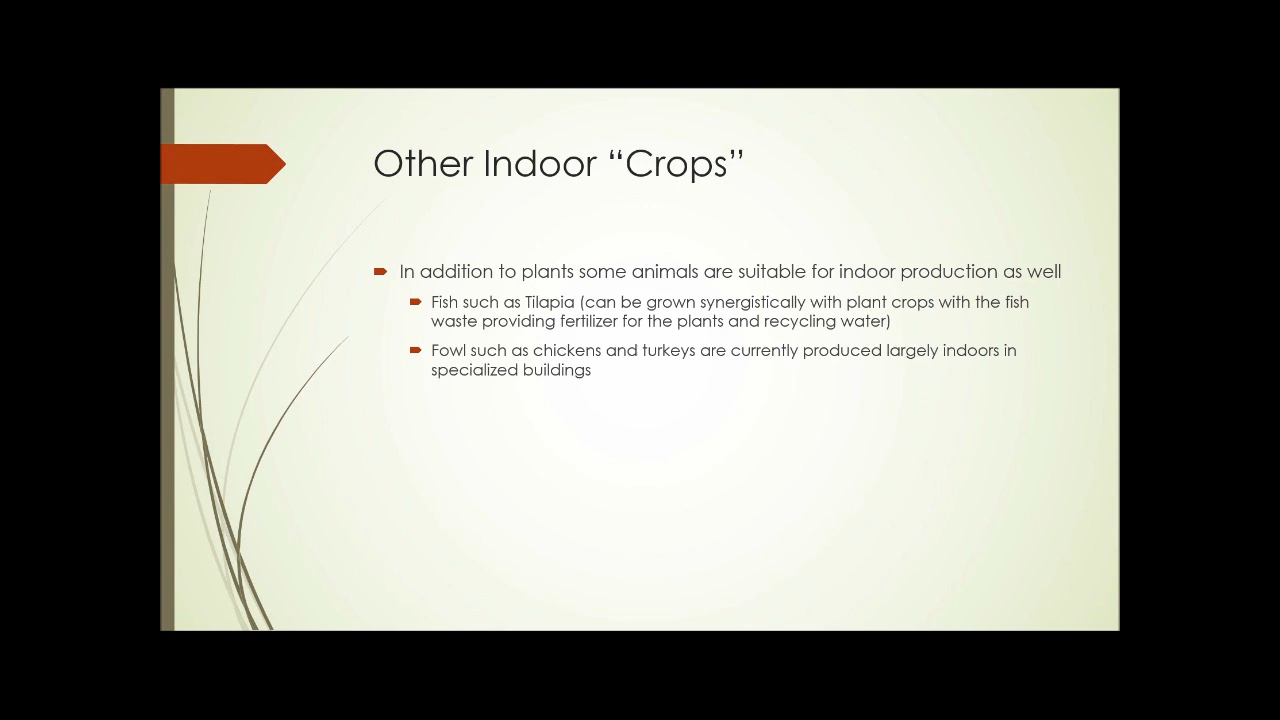 Other Indoor “Crops”
In addition to plants some animals are suitable for indoor production as well
Fish such as Tilapia (can be grown synergistically with plant crops with the fish
waste providing fertilizer for the plants and recycling water)
Fowl such as chickens and turkeys are currently produced largely indoors in
specialized buildings